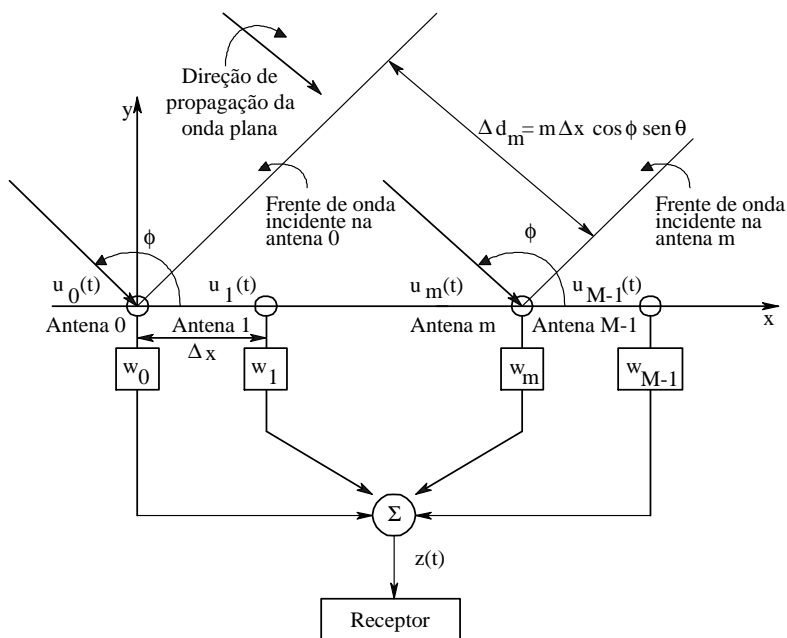 Direção de
propagação da
onda plana
y
Δ d_m = m Δx cos ϕ sen θ
Frente de onda
incidente na
antena 0
Frente de onda
incidente na
antena m
ϕ
ϕ
u_0(t)
u_1(t)
u_m(t)
u_M-1(t)
x
Antena 0
Antena 1
Antena m
Antena M-1
Δ x
w_0
w_1
w_m
w_M-1
Σ
z(t)
Receptor